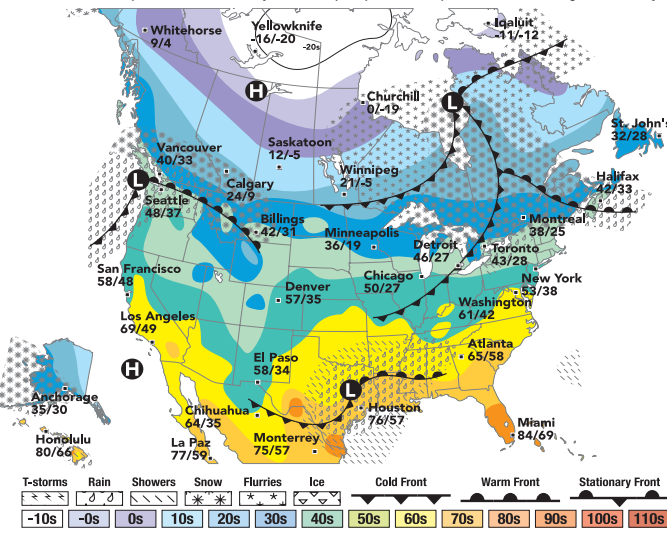 Whitehorse
9/4
Yellowknife
-16/-20
-20s
Iqaluit
-11/-12
H
Churchill
0/-19
L
St. John's
32/28
Vancouver
40/33
Saskatoon
12/-5
Winnipeg
21/-5
Calgary
24/9
Halifax
42/33
L
Seattle
48/37
Billings
42/31
Minneapolis
36/19
Montreal
38/25
Detroit
46/27
Toronto
43/28
San Francisco
58/48
Chicago
50/27
New York
53/38
Denver
57/35
Washington
61/42
Los Angeles
69/49
El Paso
58/34
Atlanta
65/58
H
Anchorage
35/30
L
Chihuahua
64/35
Houston
76/57
Honolulu
80/66
La Paz
77/59
Monterrey
75/57
Miami
84/69
T-storms Rain Showers Snow Flurries Ice Cold Front Warm Front Stationary Front
-10s -0s 0s 10s 20s 30s 40s 50s 60s 70s 80s 90s 100s 110s